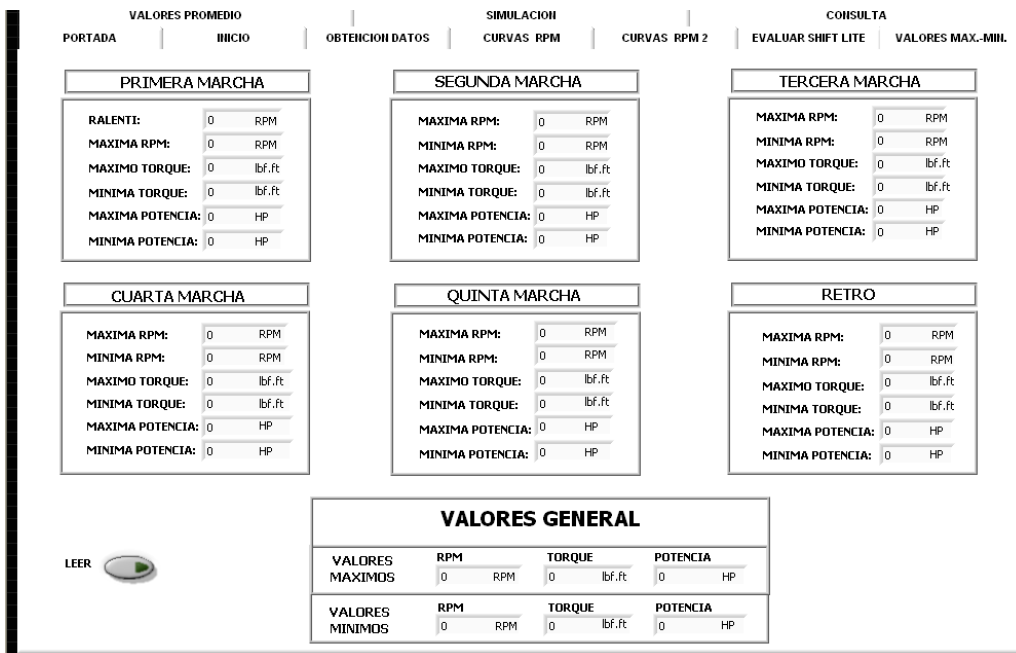 VALORES PROMEDIO SIMULACION CONSULTA
PORTADA INICIO OBTENCION DATOS CURVAS RPM CURVAS RPM 2 EVALUAR SHIFT LITE VALORES MAX.-MIN.
PRIMERA MARCHA
RALENTI: 0 RPM
MAXIMA RPM: 0 RPM
MAXIMO TORQUE: 0 lbf.ft
MINIMA TORQUE: 0 lbf.ft
MAXIMA POTENCIA: 0 HP
MINIMA POTENCIA: 0 HP
SEGUNDA MARCHA
MAXIMA RPM: 0 RPM
MINIMA RPM: 0 RPM
MAXIMO TORQUE: 0 lbf.ft
MINIMA TORQUE: 0 lbf.ft
MAXIMA POTENCIA: 0 HP
MINIMA POTENCIA: 0 HP
TERCERA MARCHA
MAXIMA RPM: 0 RPM
MINIMA RPM: 0 RPM
MAXIMO TORQUE: 0 lbf.ft
MINIMA TORQUE: 0 lbf.ft
MAXIMA POTENCIA: 0 HP
MINIMA POTENCIA: 0 HP
CUARTA MARCHA
MAXIMA RPM: 0 RPM
MINIMA RPM: 0 RPM
MAXIMO TORQUE: 0 lbf.ft
MINIMA TORQUE: 0 lbf.ft
MAXIMA POTENCIA: 0 HP
MINIMA POTENCIA: 0 HP
QUINTA MARCHA
MAXIMA RPM: 0 RPM
MINIMA RPM: 0 RPM
MAXIMO TORQUE: 0 lbf.ft
MINIMA TORQUE: 0 lbf.ft
MAXIMA POTENCIA: 0 HP
MINIMA POTENCIA: 0 HP
RETRO
MAXIMA RPM: 0 RPM
MINIMA RPM: 0 RPM
MAXIMO TORQUE: 0 lbf.ft
MINIMA TORQUE: 0 lbf.ft
MAXIMA POTENCIA: 0 HP
MINIMA POTENCIA: 0 HP
LEER
VALORES GENERAL
VALORES MAXIMOS
RPM TORQUE POTENCIA
0 RPM 0 lbf.ft 0 HP
VALORES MINIMOS
RPM TORQUE POTENCIA
0 RPM 0 lbf.ft 0 HP